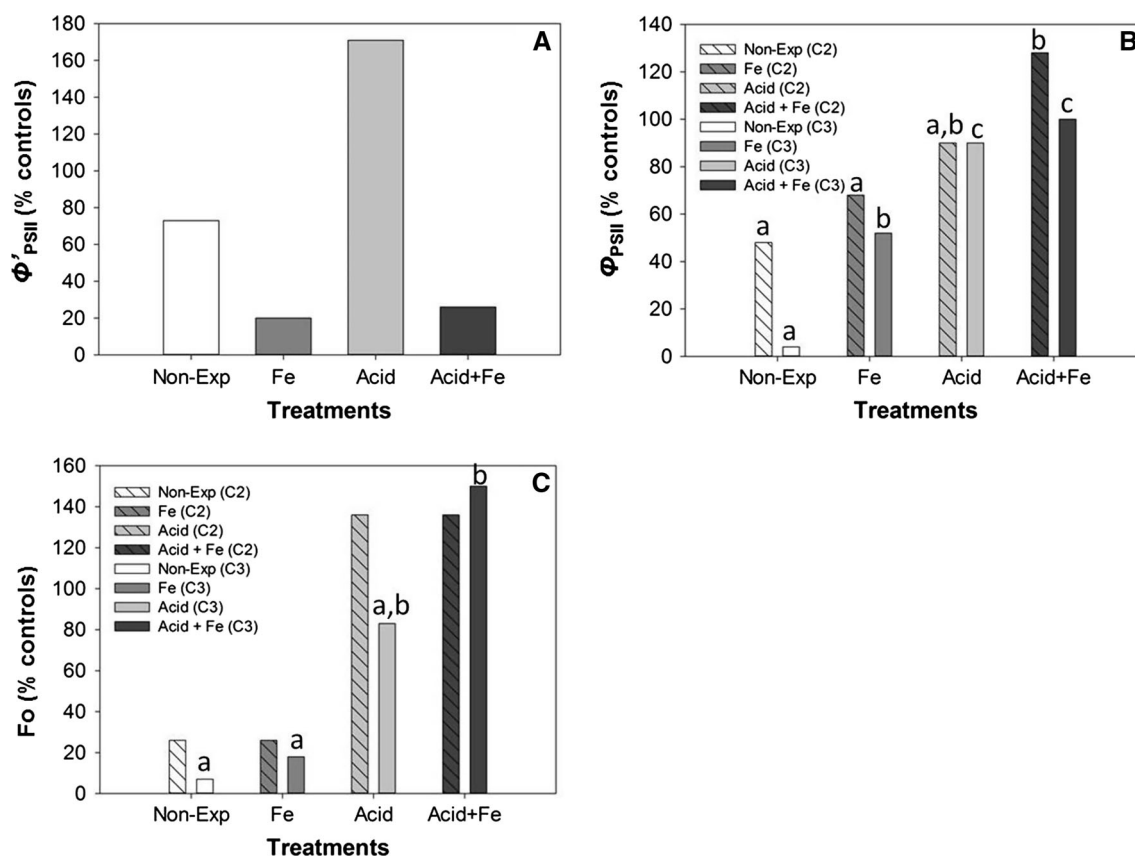 A
Φ'PSII (% controls)
180
160
140
120
100
80
60
40
20
0
Non-Exp Fe Acid Acid+Fe
Treatments
B
ΦPSII (% controls)
140
120
100
80
60
40
20
0
Non-Exp (C2)
Fe (C2)
Acid (C2)
Acid + Fe (C2)
Non-Exp (C3)
Fe (C3)
Acid (C3)
Acid + Fe (C3)
a
a
a
b
a,b
c
b
c
Non-Exp Fe Acid Acid+Fe
Treatments
C
Fo (% controls)
160
140
120
100
80
60
40
20
0
Non-Exp (C2)
Fe (C2)
Acid (C2)
Acid + Fe (C2)
Non-Exp (C3)
Fe (C3)
Acid (C3)
Acid + Fe (C3)
a
a
a,b
b
Non-Exp Fe Acid Acid+Fe
Treatments